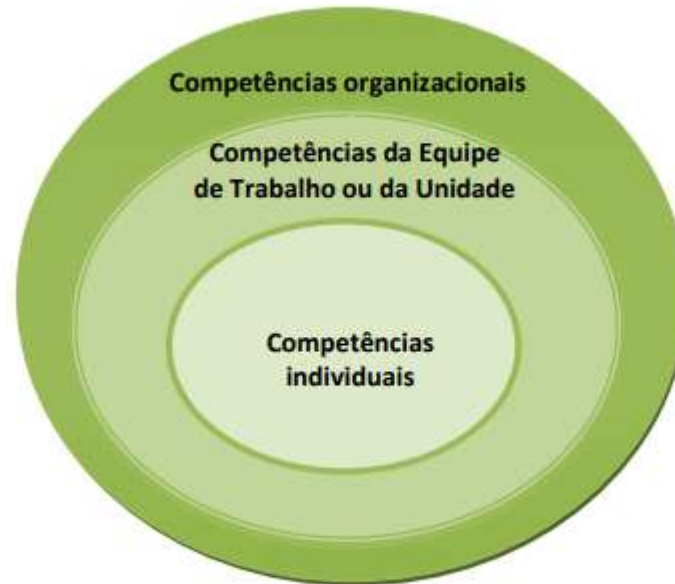 Competências organizacionais
Competências da Equipe
de Trabalho ou da Unidade
Competências
individuais